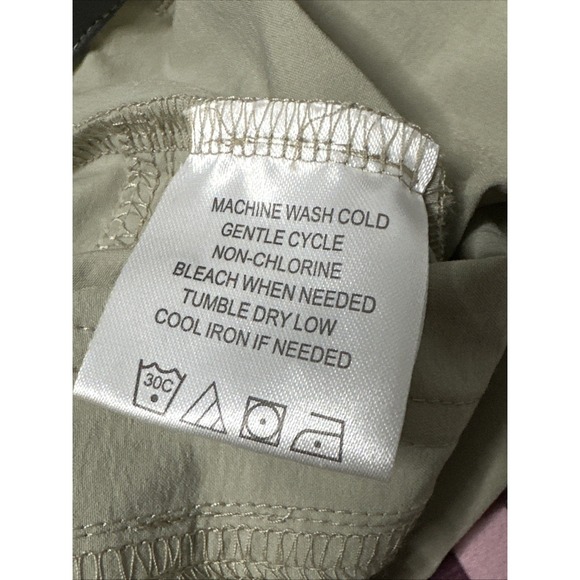 MACHINE WASH COLD
GENTLE CYCLE
NON-CHLORINE
BLEACH WHEN NEEDED
TUMBLE DRY LOW
COOL IRON IF NEEDED
30C